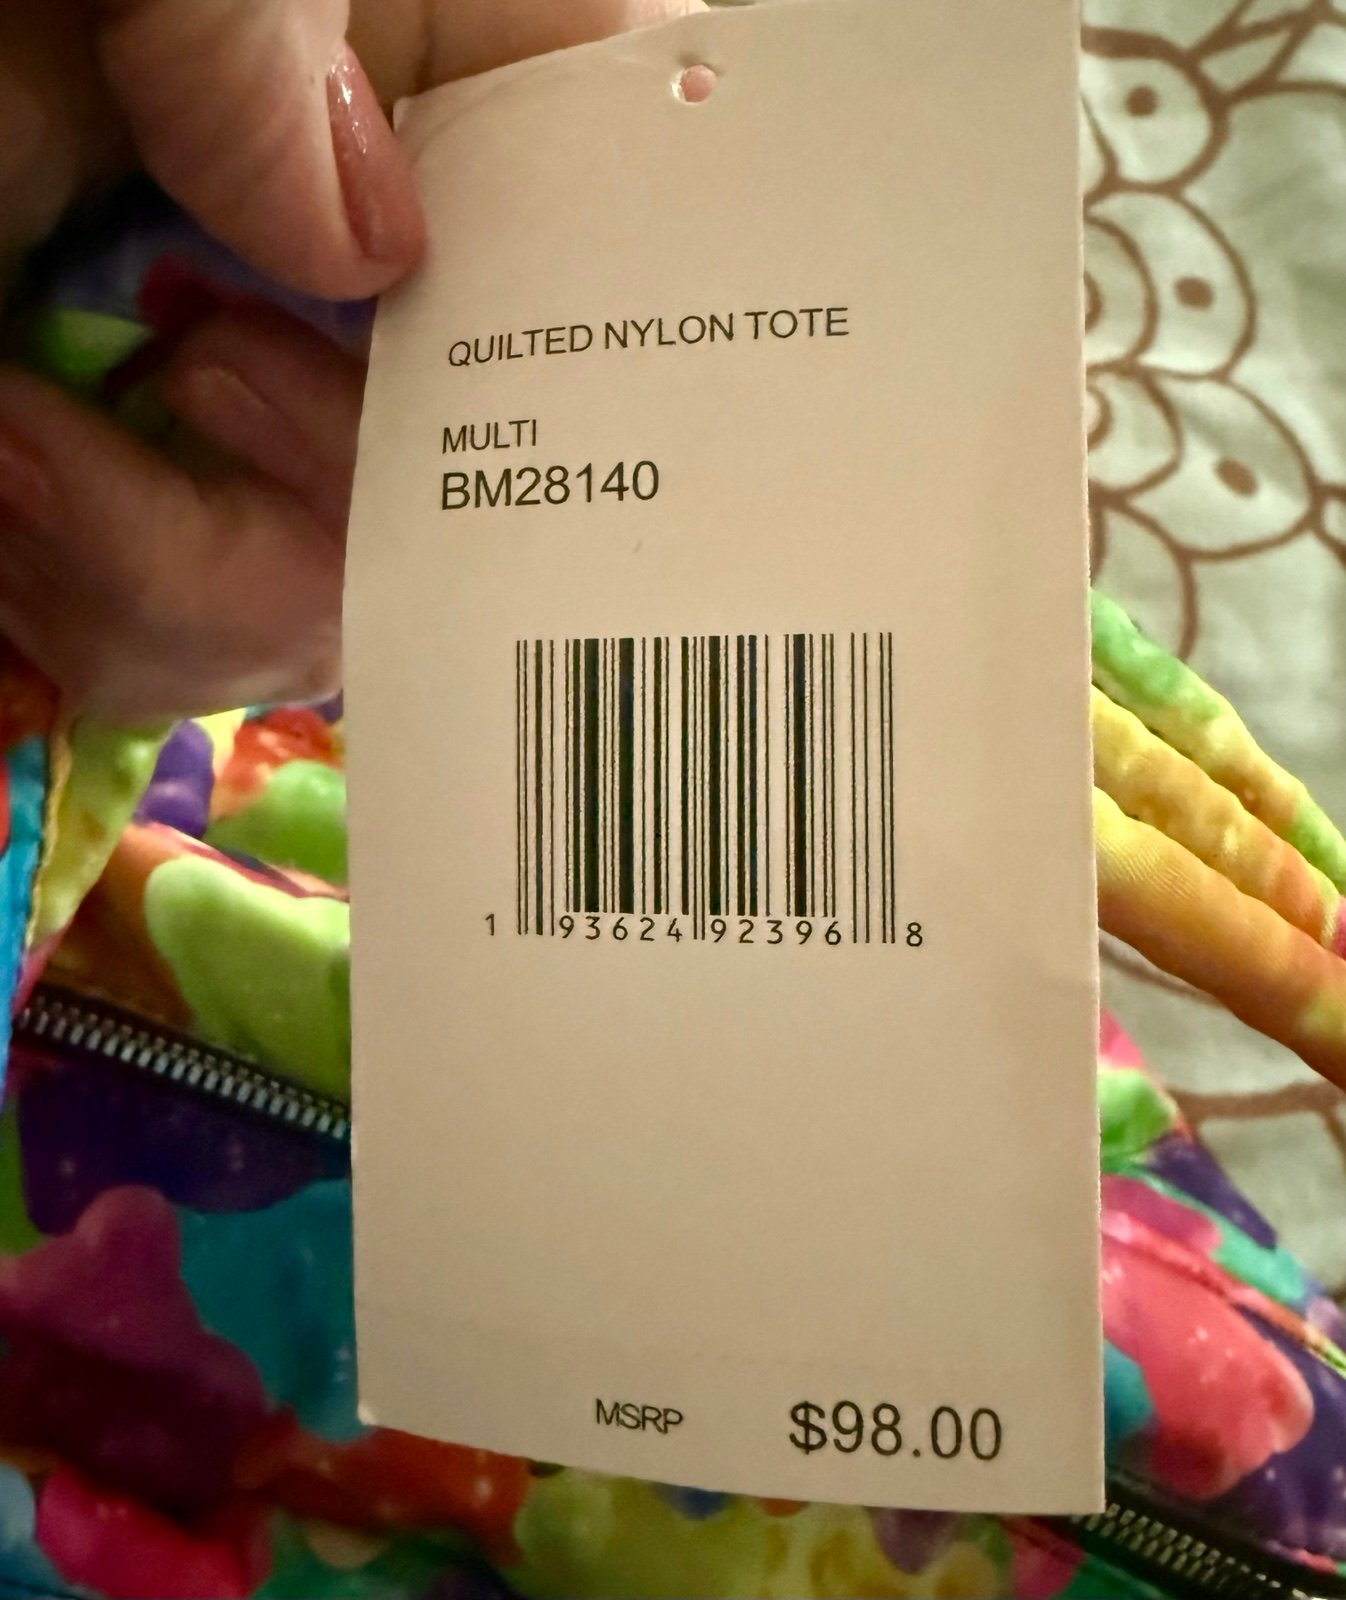 QUILTED NYLON TOTE
MULTI
BM28140
1 93624 92396 8
MSRP $98.00